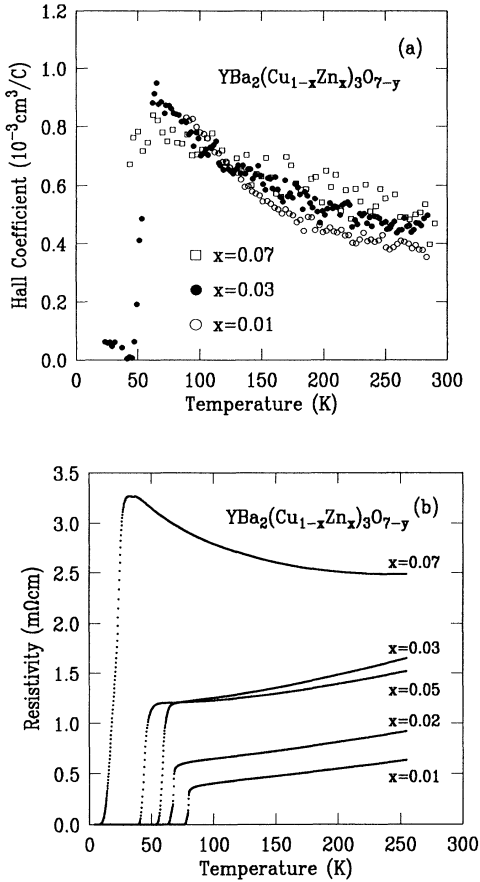 (a)
YBa₂(Cu₁₋ₓZnₓ)₃O₇₋ᵧ
Hall Coefficient (10⁻³cm³/C)
1.2
1.0
0.8
0.6
0.4
0.2
0.0
□ x=0.07
● x=0.03
○ x=0.01
0 50 100 150 200 250 300
Temperature (K)
(b)
YBa₂(Cu₁₋ₓZnₓ)₃O₇₋ᵧ
Resistivity (mΩcm)
3.5
3.0
2.5
2.0
1.5
1.0
0.5
0.0
x=0.07
x=0.03
x=0.05
x=0.02
x=0.01
0 50 100 150 200 250 300
Temperature (K)